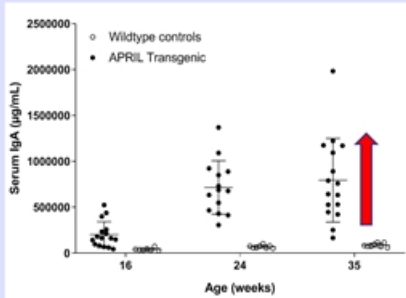 2500000
Wildtype controls
APRIL Transgenic
2000000
1500000
1000000
500000
0
16 24 35
Serum IgA (µg/mL)
Age (weeks)